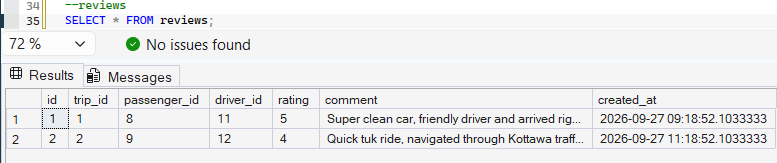 34 --reviews
35 SELECT * FROM reviews;
72 % No issues found
Results Messages
id trip_id passenger_id driver_id rating comment created_at
1 1 1 8 11 5 Super clean car, friendly driver and arrived rig... 2026-09-27 09:18:52.1033333
2 2 2 9 12 4 Quick tuk ride, navigated through Kottawa traff... 2026-09-27 11:18:52.1033333